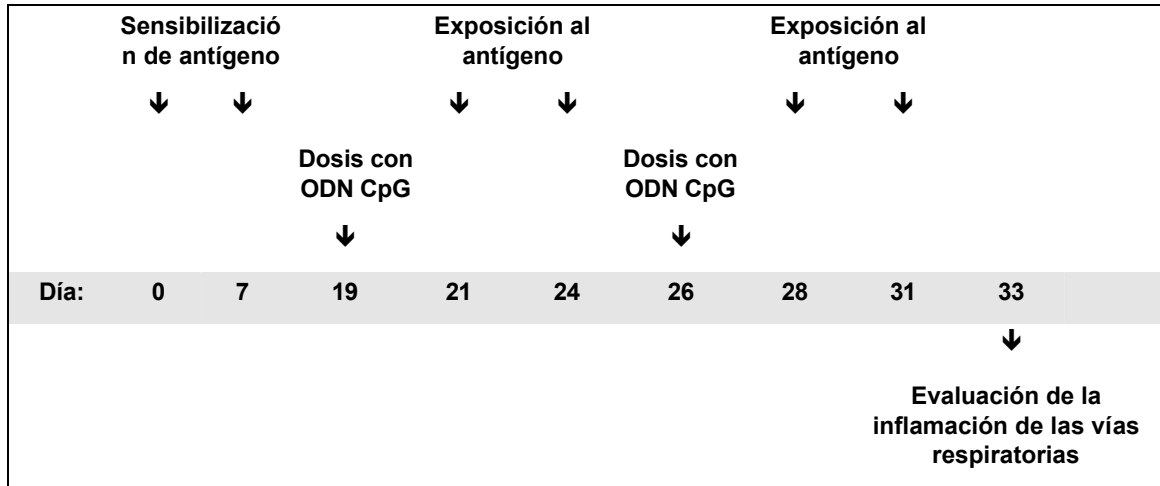 Sensibilizació
n de antígeno
Exposición al
antígeno
Exposición al
antígeno
Dosis con
ODN CpG
Dosis con
ODN CpG
Día: 0 7 19 21 24 26 28 31 33
Evaluación de la
inflamación de las vías
respiratorias